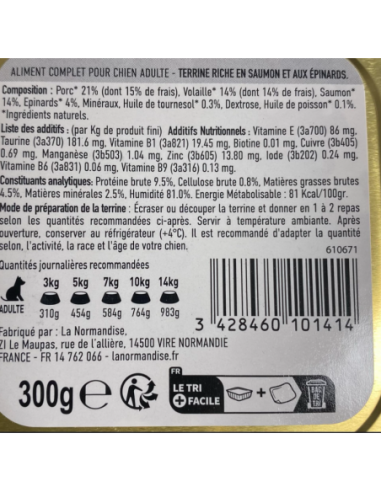 ALIMENT COMPLET POUR CHIEN ADULTE - TERRINE RICHE EN SAUMON ET AUX ÉPINARDS.
Composition : Porc* 21% (dont 15% de frais), Volaille* 14% (dont 14% de frais), Saumon*
14%, Epinards* 4%, Minéraux, Huile de tournesol* 0.3%, Dextrose, Huile de poisson* 0.1%.
*Ingrédients naturels.
Liste des additifs : (par Kg de produit fini) Additifs Nutritionnels : Vitamine E (3a700) 86 mg,
Taurine (3a370) 181.6 mg, Vitamine B1 (3a821) 19.45 mg, Biotine 0.01 mg, Cuivre (3b405)
0.69 mg, Manganèse (3b503) 1.04 mg, Zinc (3b605) 13.80 mg, Iode (3b202) 0.24 mg,
Vitamine B6 (3a831) 0.06 mg, Vitamine B9 (3a316) 0.13 mg.
Constituants analytiques: Protéine brute 9.5%, Cellulose brute 0.8%, Matières grasses brutes
4.5%, Matières minérales 2.5%, Humidité 81.0%, Energie Métabolisable : 81 Kcal/100gr.
Mode de préparation de la terrine : Écraser ou découper la terrine et donner en 1 à 2 repas
selon les quantités recommandées ci-après. Servir à température ambiante. Après
ouverture, conserver au réfrigérateur (+4°C). Il est recommandé d'adapter la quantité
selon, l'activité, la race et l'âge de votre chien.
610671
Quantités journalières recommandées
3kg 5kg 7kg 10kg 14kg
ADULTE 310g 454g 584g 764g 983g
3 428460 101414
Fabriqué par : La Normandise,
ZI Le Maupas, rue de l'allière, 14500 VIRE NORMANDIE
FRANCE - FR 14 762 066 - lanormandise.fr
300g e
FR
LE TRI
+ FACILE
+
BAC
DE
TRI